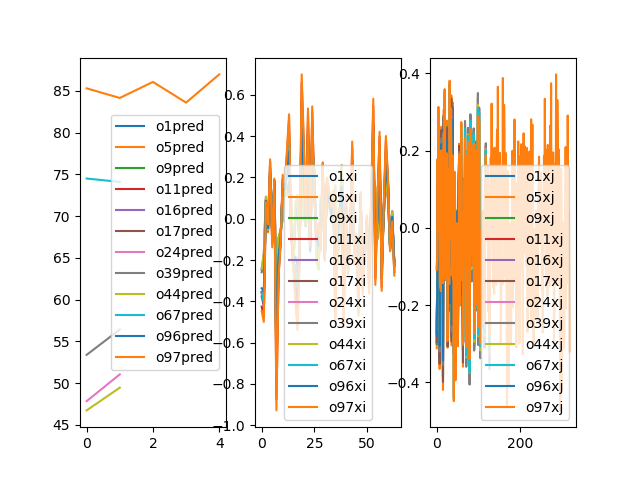 85
80
75
70
65
60
55
50
45
0
2
4
o1pred
o5pred
o9pred
o11pred
o16pred
o17pred
o24pred
o39pred
o44pred
o67pred
o96pred
o97pred
0.6
0.4
0.2
0.0
−0.2
−0.4
−0.6
−0.8
−1.0
0
25
50
o1xi
o5xi
o9xi
o11xi
o16xi
o17xi
o24xi
o39xi
o44xi
o67xi
o96xi
o97xi
0.4
0.2
0.0
−0.2
−0.4
0
200
o1xj
o5xj
o9xj
o11xj
o16xj
o17xj
o24xj
o39xj
o44xj
o67xj
o96xj
o97xj